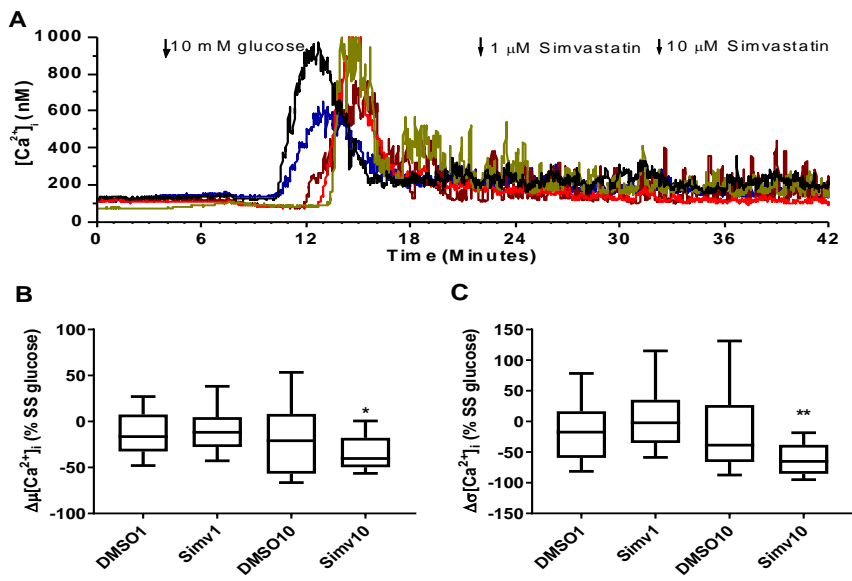 A
10 mM glucose
1 μM Simvastatin
10 μM Simvastatin
[Ca²⁺]ᵢ (nM)
1 000
800
600
400
200
0
0 6 12 18 24 30 36 42
Time (Minutes)
B
Δμ[Ca²⁺]ᵢ (% SS glucose)
100
50
0
-50
-100
*
DMSO1
Simv1
DMSO10
Simv10
C
Δσ[Ca²⁺]ᵢ (% SS glucose)
150
100
50
0
-50
-100
-150
**
DMSO1
Simv1
DMSO10
Simv10